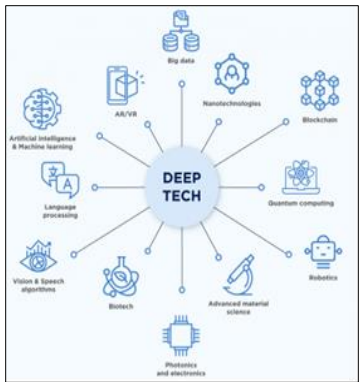 Big data
AR/VR
Nanotechnologies
Blockchain
Artificial intelligence
& Machine learning
DEEP
TECH
Language
processing
Quantum computing
Vision & Speech
algorithms
Biotech
Advanced material
science
Robotics
Photonics
and electronics